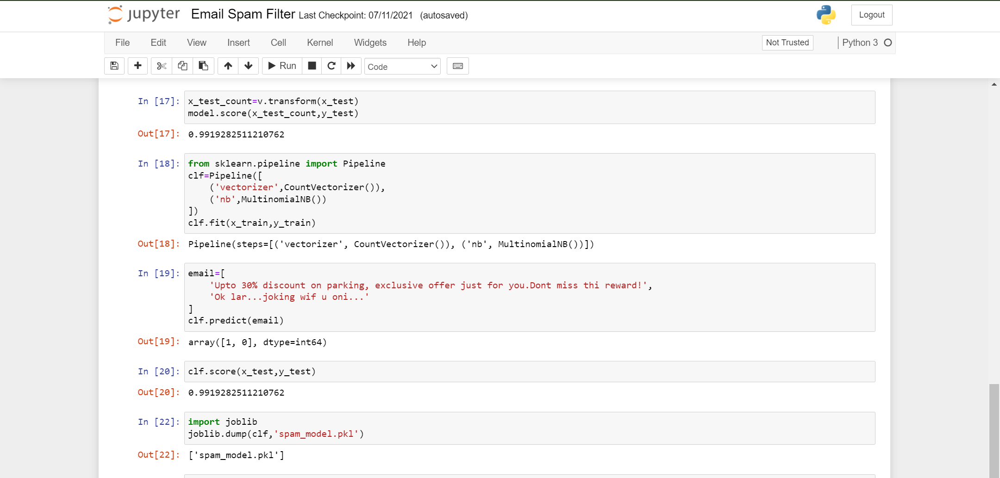 jupyter Email Spam Filter Last Checkpoint: 07/11/2021 (autosaved) Logout
File Edit View Insert Cell Kernel Widgets Help Not Trusted Python 3
Run Code
In [17]: x_test_count=v.transform(x_test)
model.score(x_test_count,y_test)
Out[17]: 0.9919282511210762
In [18]: from sklearn.pipeline import Pipeline
clf=Pipeline([
    ('vectorizer',CountVectorizer()),
    ('nb',MultinomialNB())
])
clf.fit(x_train,y_train)
Out[18]: Pipeline(steps=[('vectorizer', CountVectorizer()), ('nb', MultinomialNB())])
In [19]: email=[
    'Upto 30% discount on parking, exclusive offer just for you.Dont miss thi reward!',
    'Ok lar...joking wif u oni...'
]
clf.predict(email)
Out[19]: array([1, 0], dtype=int64)
In [20]: clf.score(x_test,y_test)
Out[20]: 0.9919282511210762
In [22]: import joblib
joblib.dump(clf,'spam_model.pkl')
Out[22]: ['spam_model.pkl']